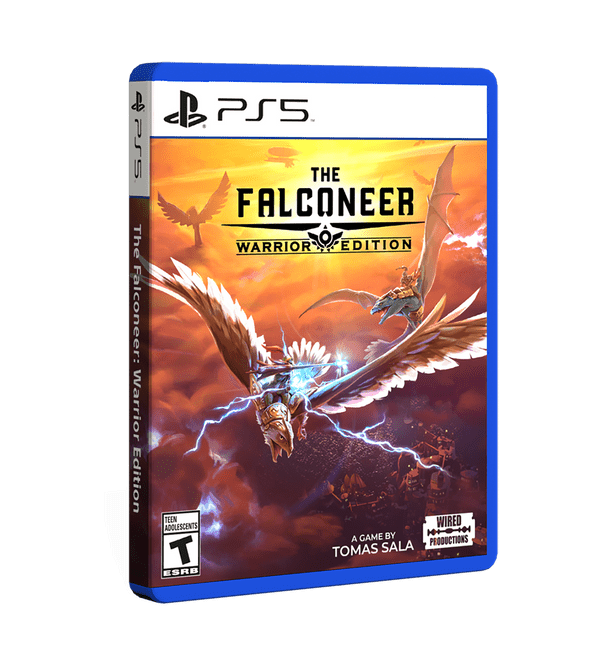 PS5
THE
FALCONEER
WARRIOR EDITION
PS5
The Falconeer: Warrior Edition
TEEN
ADOLESCENTS
T
ESRB
A GAME BY
TOMAS SALA
WIRED
PRODUCTIONS